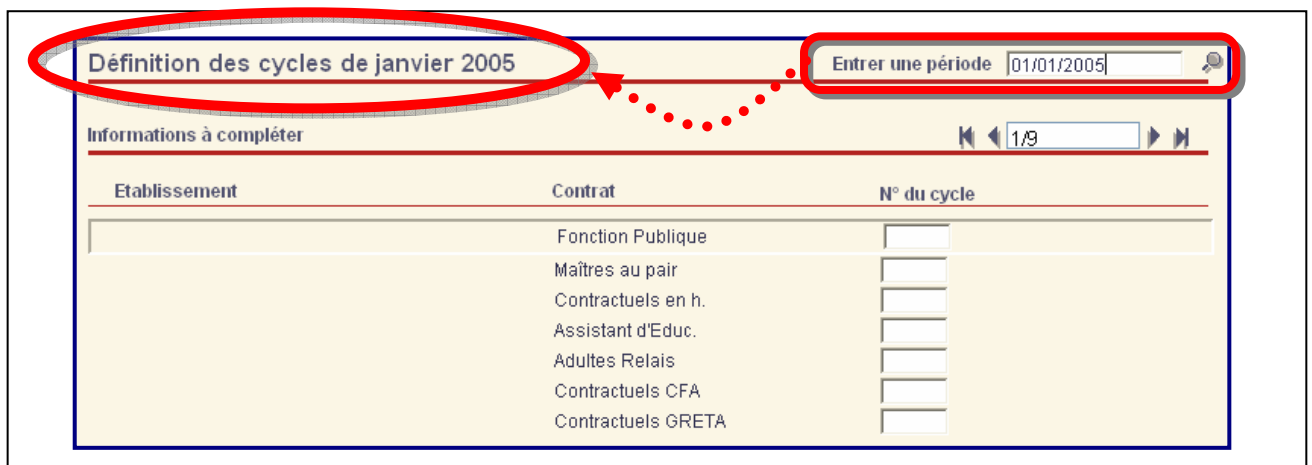 Définition des cycles de janvier 2005 Entrer une période 01/01/2005
Informations à compléter 1/9
Etablissement Contrat N° du cycle
Fonction Publique
Maîtres au pair
Contractuels en h.
Assistant d'Educ.
Adultes Relais
Contractuels CFA
Contractuels GRETA